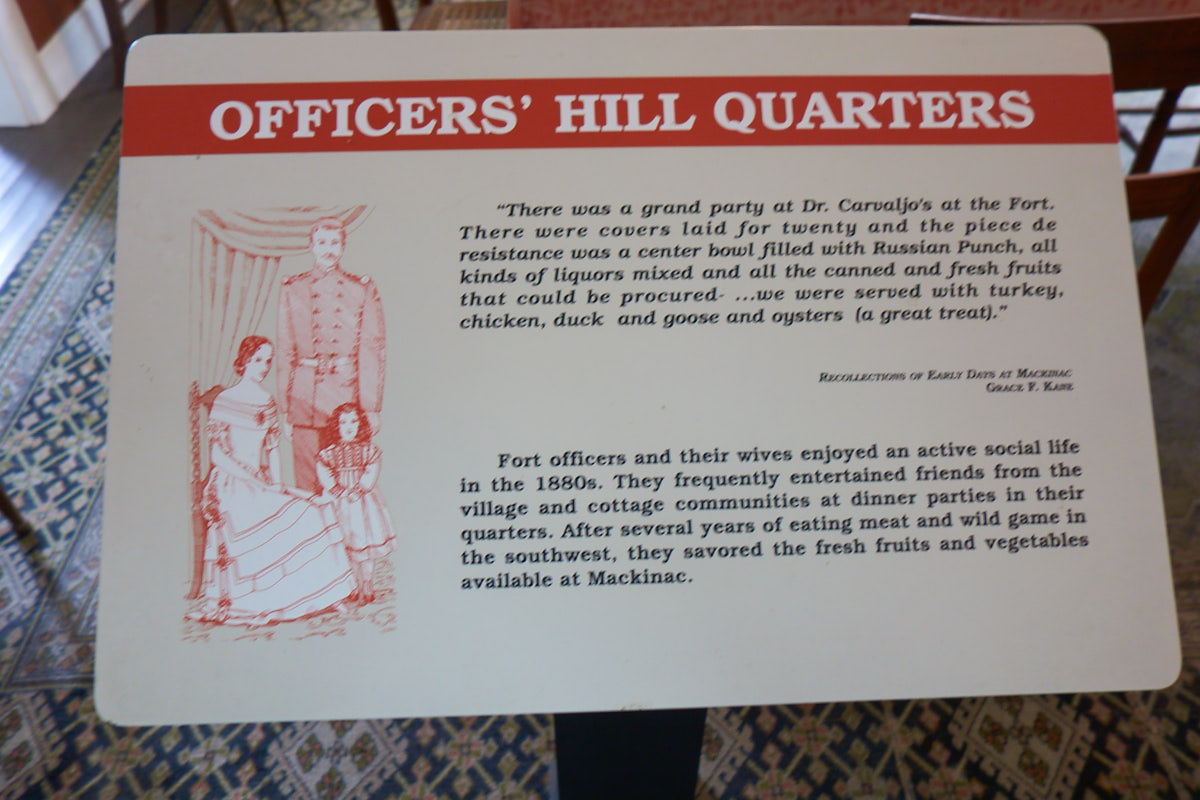 OFFICERS' HILL QUARTERS
"There was a grand party at Dr. Carvaljo's at the Fort.
There were covers laid for twenty and the piece de
resistance was a center bowl filled with Russian Punch, all
kinds of liquors mixed and all the canned and fresh fruits
that could be procured- ...we were served with turkey,
chicken, duck and goose and oysters (a great treat)."
RECOLLECTIONS OF EARLY DAYS AT MACKINAC
GRACE F. KANE
Fort officers and their wives enjoyed an active social life
in the 1880s. They frequently entertained friends from the
village and cottage communities at dinner parties in their
quarters. After several years of eating meat and wild game in
the southwest, they savored the fresh fruits and vegetables
available at Mackinac.